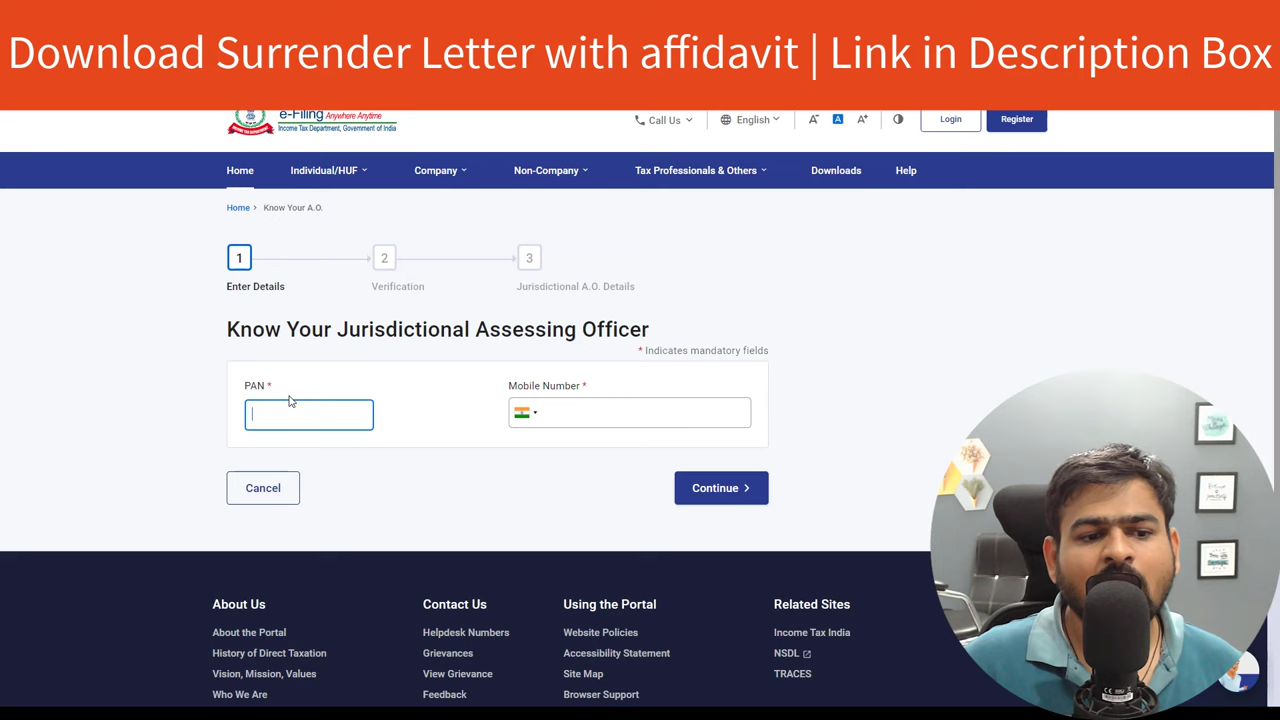 Download Surrender Letter with affidavit | Link in Description Box
e-Filing Anywhere Anytime
Income Tax Department, Government of India
Call Us
English
A-
A
A+
Login
Register
Home
Individual/HUF
Company
Non-Company
Tax Professionals & Others
Downloads
Help
Home > Know Your A.O.
1
2
3
Enter Details
Verification
Jurisdictional A.O. Details
Know Your Jurisdictional Assessing Officer
* Indicates mandatory fields
PAN *
Mobile Number *
Cancel
Continue >
About Us
Contact Us
Using the Portal
Related Sites
About the Portal
Helpdesk Numbers
Website Policies
Income Tax India
History of Direct Taxation
Grievances
Accessibility Statement
NSDL
Vision, Mission, Values
View Grievance
Site Map
TRACES
Who We Are
Feedback
Browser Support